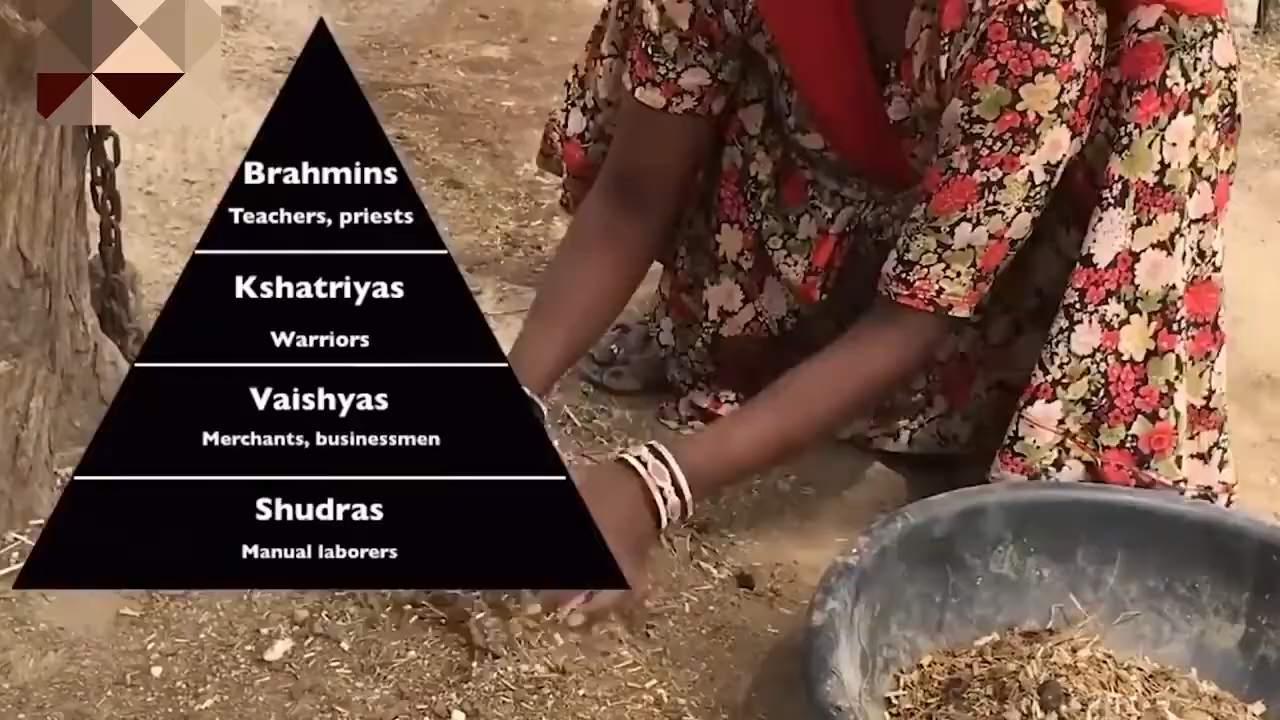 Brahmins
Teachers, priests
Kshatriyas
Warriors
Vaishyas
Merchants, businessmen
Shudras
Manual laborers